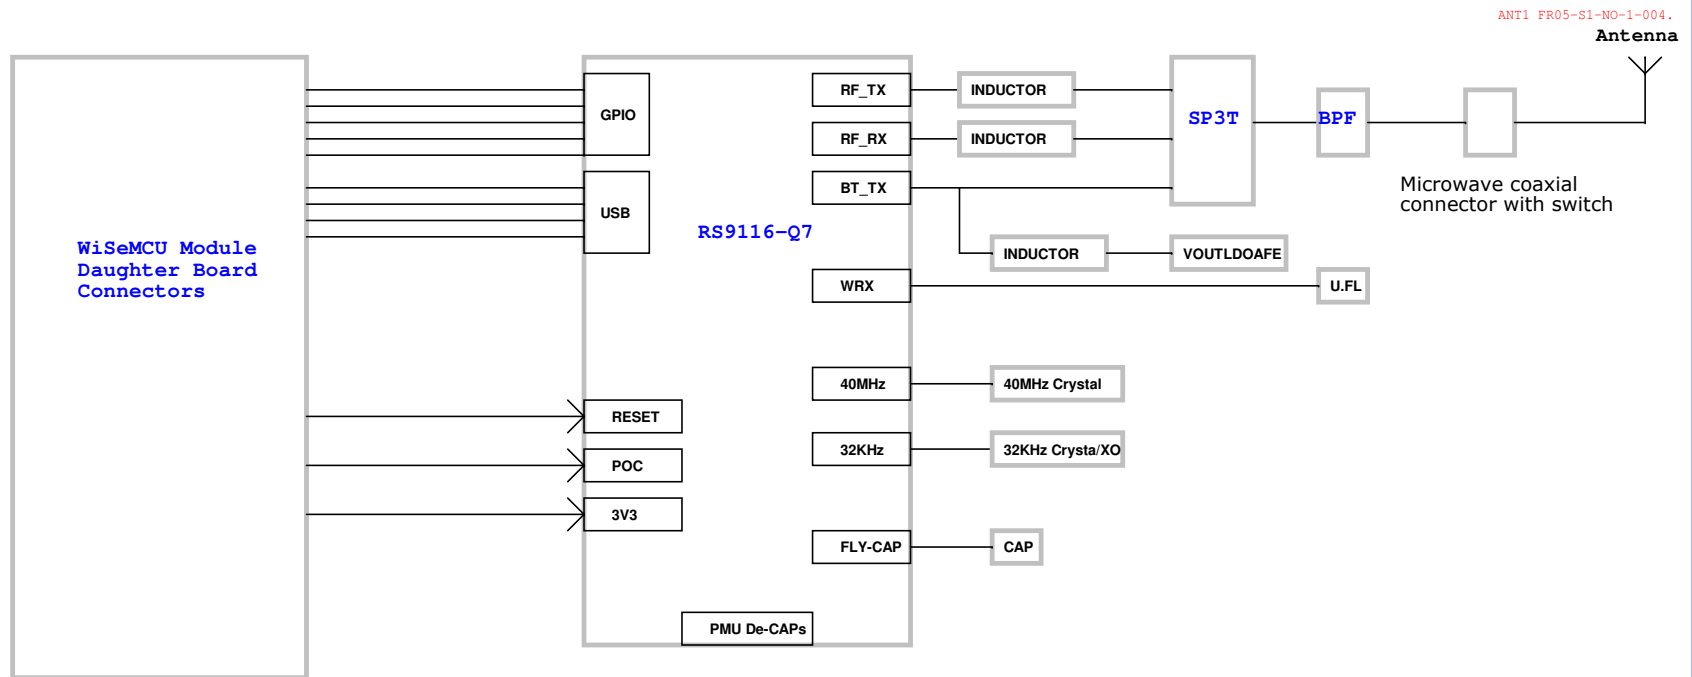 ANT1 FR05-S1-NO-1-004.
Antenna
RF_TX
INDUCTOR
GPIO
SP3T
BPF
RF_RX
INDUCTOR
BT_TX
Microwave coaxial
connector with switch
USB
RS9116-Q7
WiSeMCU Module
Daughter Board
Connectors
INDUCTOR
VOUTLDOAFE
WRX
U.FL
40MHz
40MHz Crystal
RESET
32KHz
32KHz Crysta/XO
POC
3V3
FLY-CAP
CAP
PMU De-CAPs